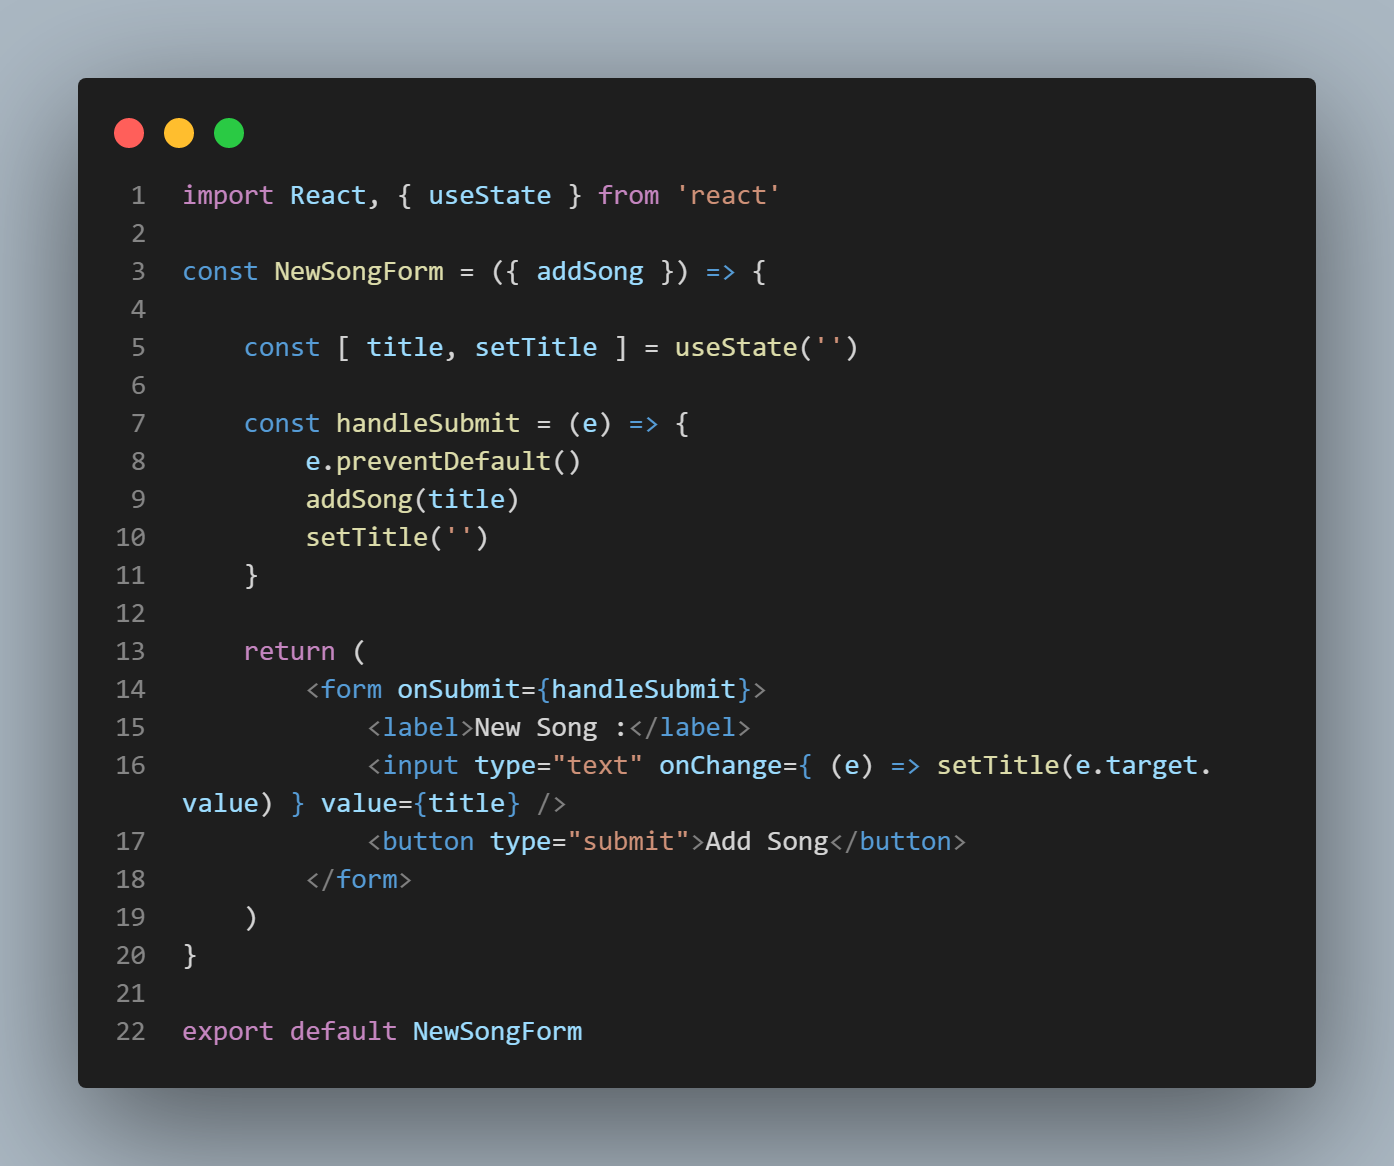 1 import React, { useState } from 'react'
2
3 const NewSongForm = ({ addSong }) => {
4
5     const [ title, setTitle ] = useState('')
6
7     const handleSubmit = (e) => {
8         e.preventDefault()
9         addSong(title)
10         setTitle('')
11     }
12
13     return (
14         <form onSubmit={handleSubmit}>
15             <label>New Song :</label>
16             <input type="text" onChange={ (e) => setTitle(e.target.
value) } value={title} />
17             <button type="submit">Add Song</button>
18         </form>
19     )
20 }
21
22 export default NewSongForm